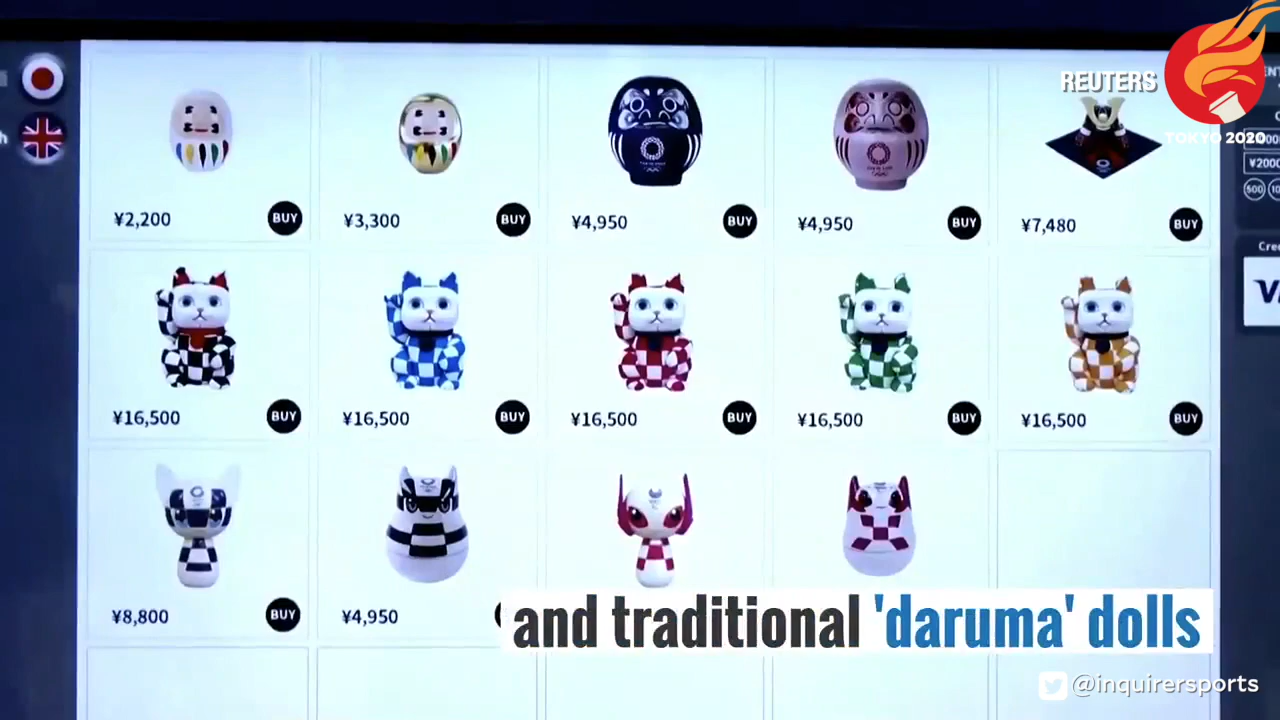 REUTERS
TOKYO 2020
¥2,200 BUY
¥3,300 BUY
¥4,950 BUY
¥4,950 BUY
¥7,480 BUY
¥16,500 BUY
¥16,500 BUY
¥16,500 BUY
¥16,500 BUY
¥16,500 BUY
¥8,800 BUY
¥4,950
and traditional 'daruma' dolls
@inquirersports